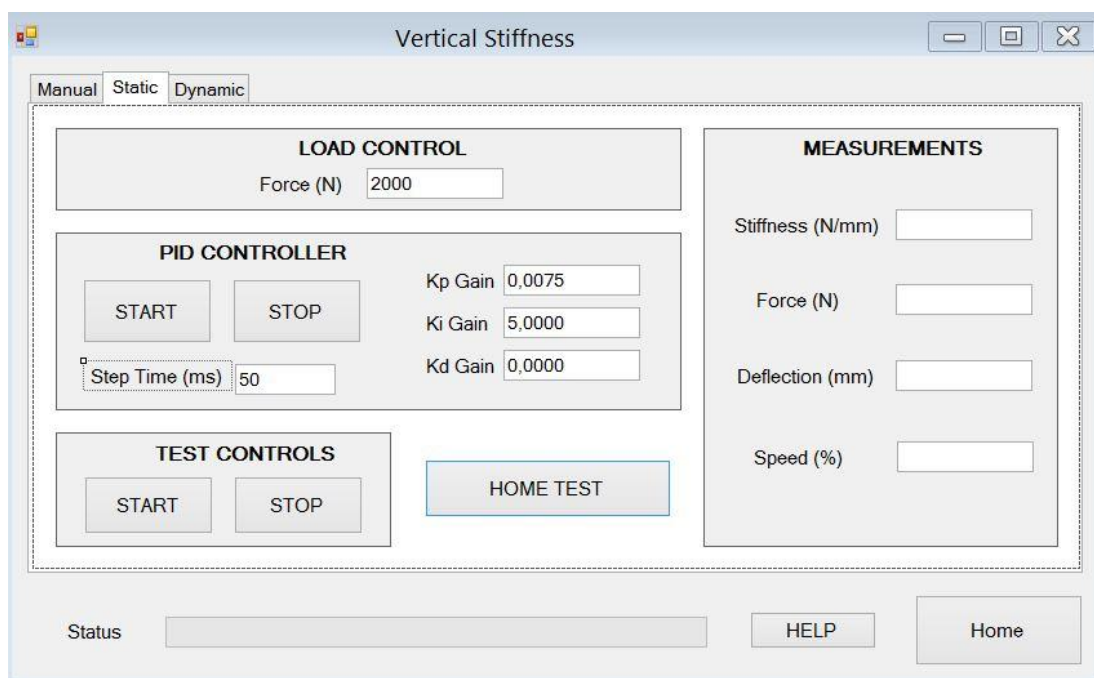 Vertical Stiffness
Manual Static Dynamic
LOAD CONTROL
Force (N) 2000
PID CONTROLLER
START STOP
Step Time (ms) 50
Kp Gain 0,0075
Ki Gain 5,0000
Kd Gain 0,0000
TEST CONTROLS
START STOP
HOME TEST
MEASUREMENTS
Stiffness (N/mm)
Force (N)
Deflection (mm)
Speed (%)
Status
HELP
Home